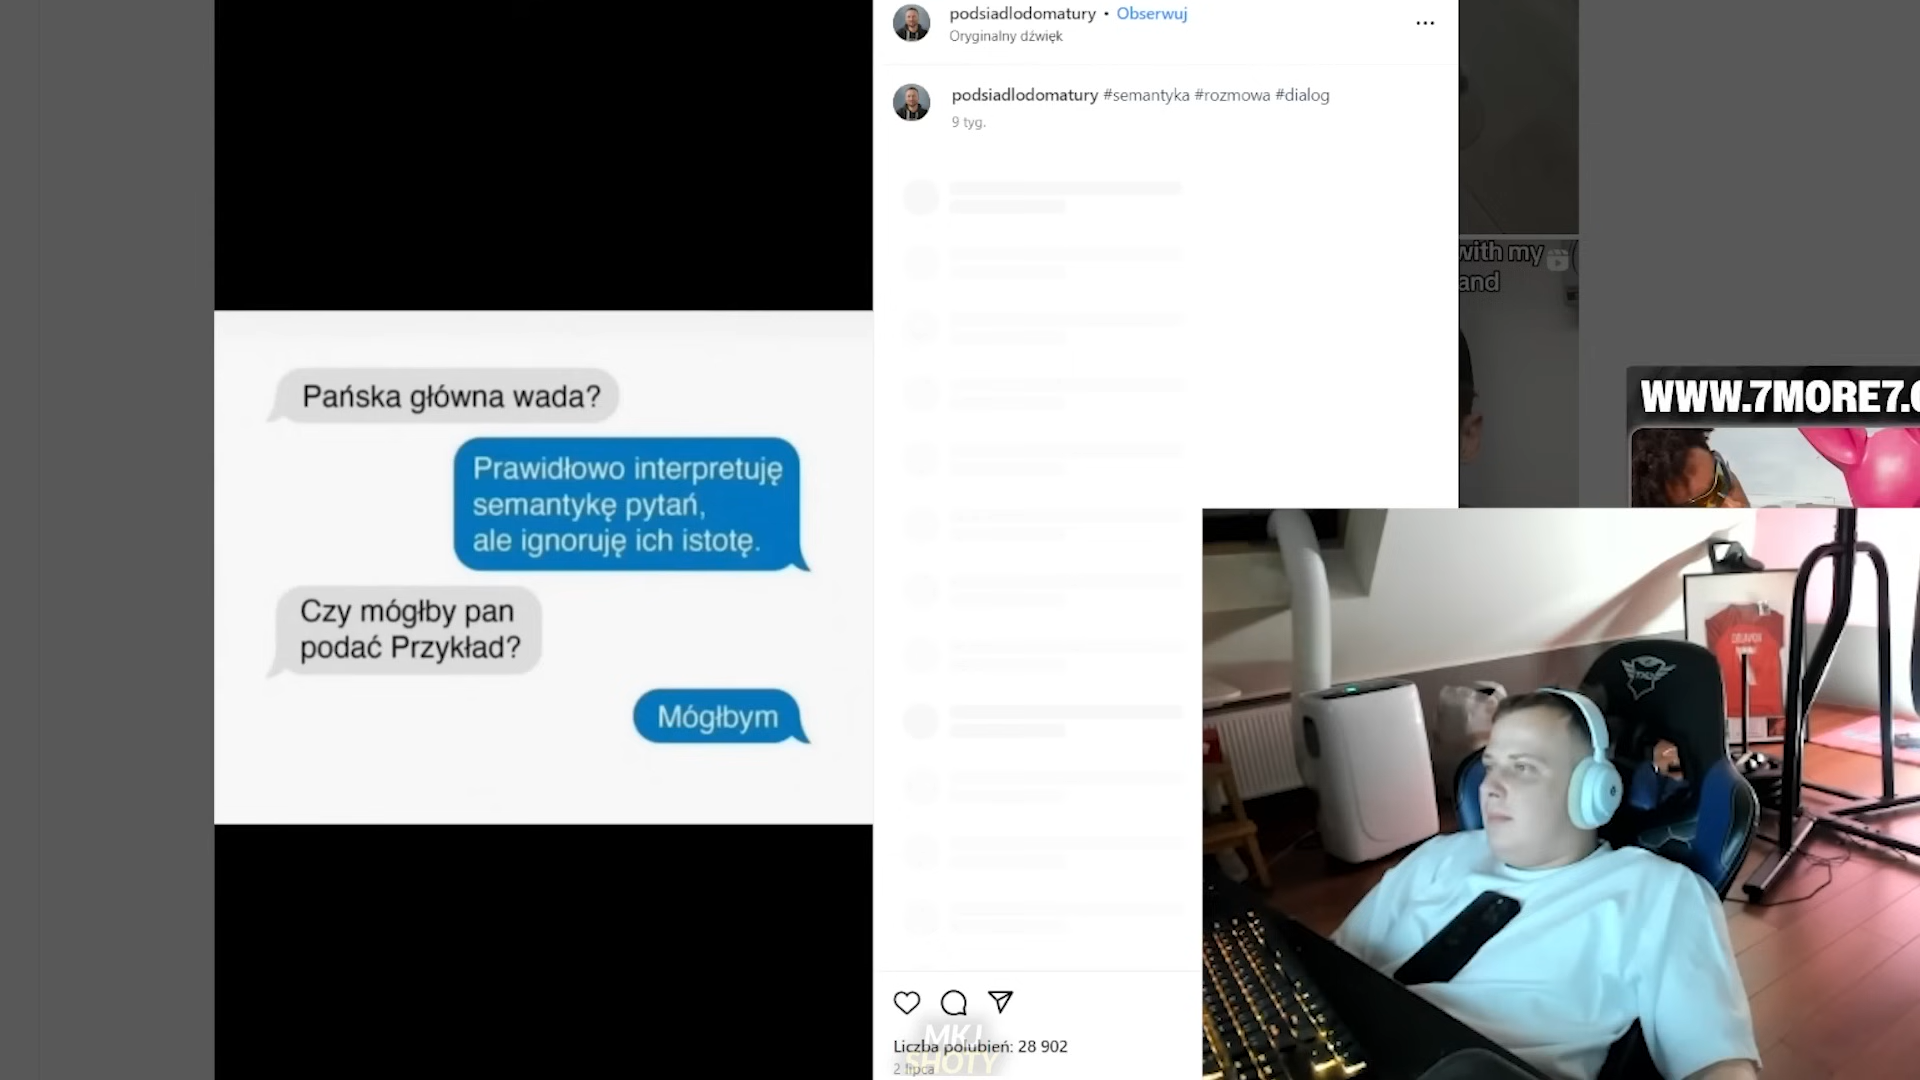 podsiadlodomatury • Obserwuj
Oryginalny dźwięk
podsiadlodomatury #semantyka #rozmowa #dialog
9 tyg.
with my
and
WWW.7MORE7.
Pańska główna wada?
Prawidłowo interpretuję
semantykę pytań,
ale ignoruję ich istotę.
Czy mógłby pan
podać Przykład?
Mógłbym
Liczba polubień: 28 902
2 lipca
SHOTY